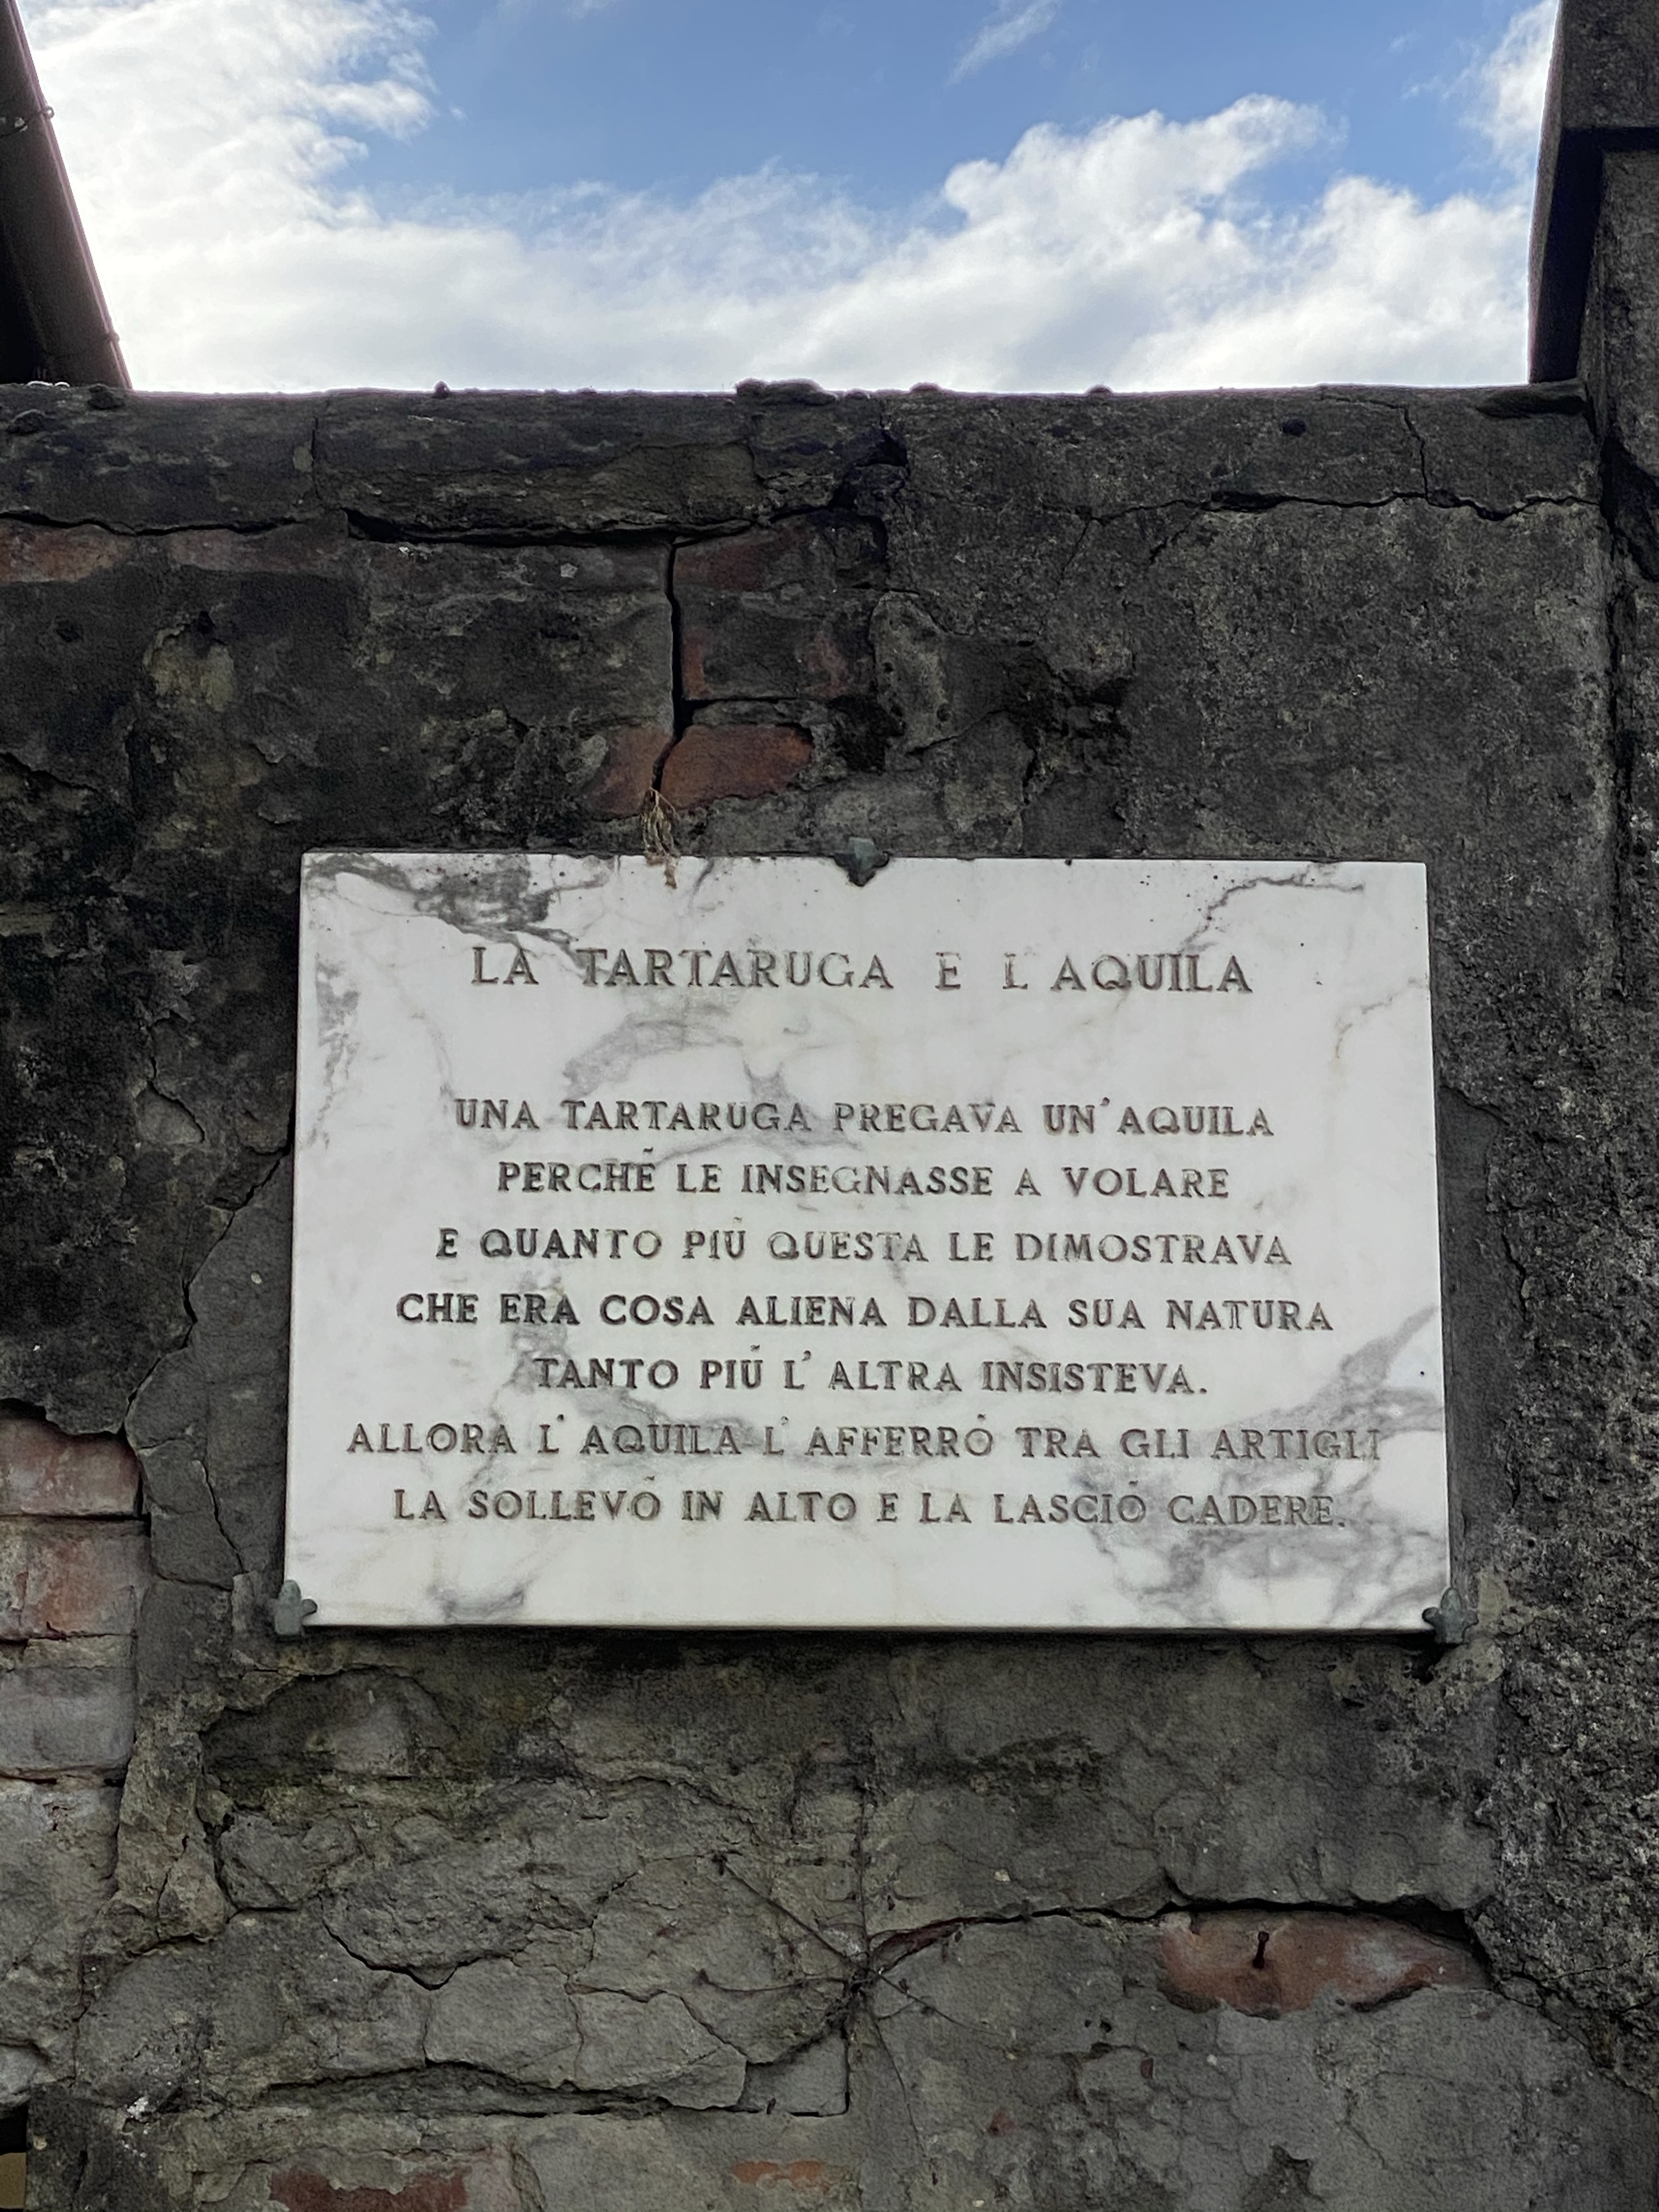 LA TARTARUGA E L'AQUILA
UNA TARTARUGA PREGAVA UN'AQUILA
PERCHÉ LE INSEGNASSE A VOLARE
E QUANTO PIÙ QUESTA LE DIMOSTRAVA
CHE ERA COSA ALIENA DALLA SUA NATURA
TANTO PIÙ L'ALTRA INSISTEVA.
ALLORA L'AQUILA L'AFFERRÒ TRA GLI ARTIGLI
LA SOLLEVÒ IN ALTO E LA LASCIÒ CADERE.